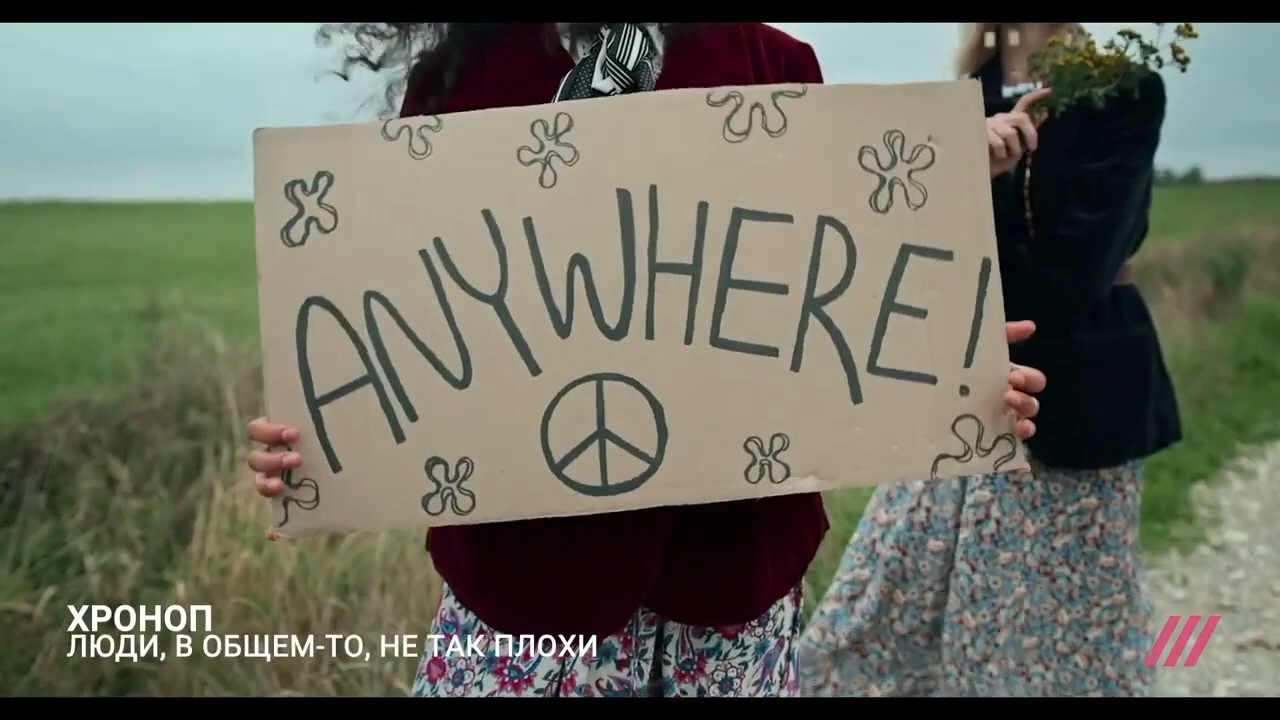 ANYWHERE!
ХРОНОП
ЛЮДИ, В ОБЩЕМ-ТО, НЕ ТАК ПЛОХИ